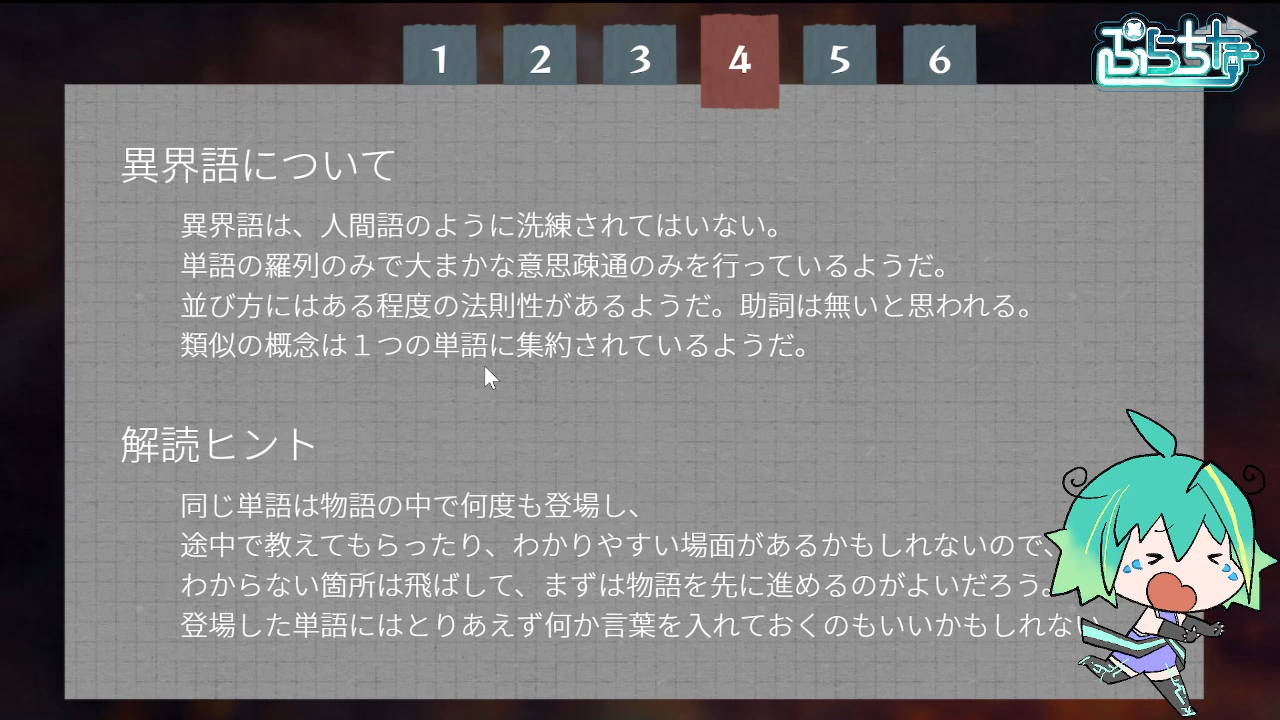 1 2 3 4 5 6
ぷらちな
異界語について
異界語は、人間語のように洗練されてはいない。
単語の羅列のみで大まかな意思疎通のみを行っているようだ。
並び方にはある程度の法則性があるようだ。助詞は無いと思われる。
類似の概念は１つの単語に集約されているようだ。
解読ヒント
同じ単語は物語の中で何度も登場し、
途中で教えてもらったり、わかりやすい場面があるかもしれないので、
わからない箇所は飛ばして、まずは物語を先に進めるのがよいだろう。
登場した単語にはとりあえず何か言葉を入れておくのもいいかもしれない